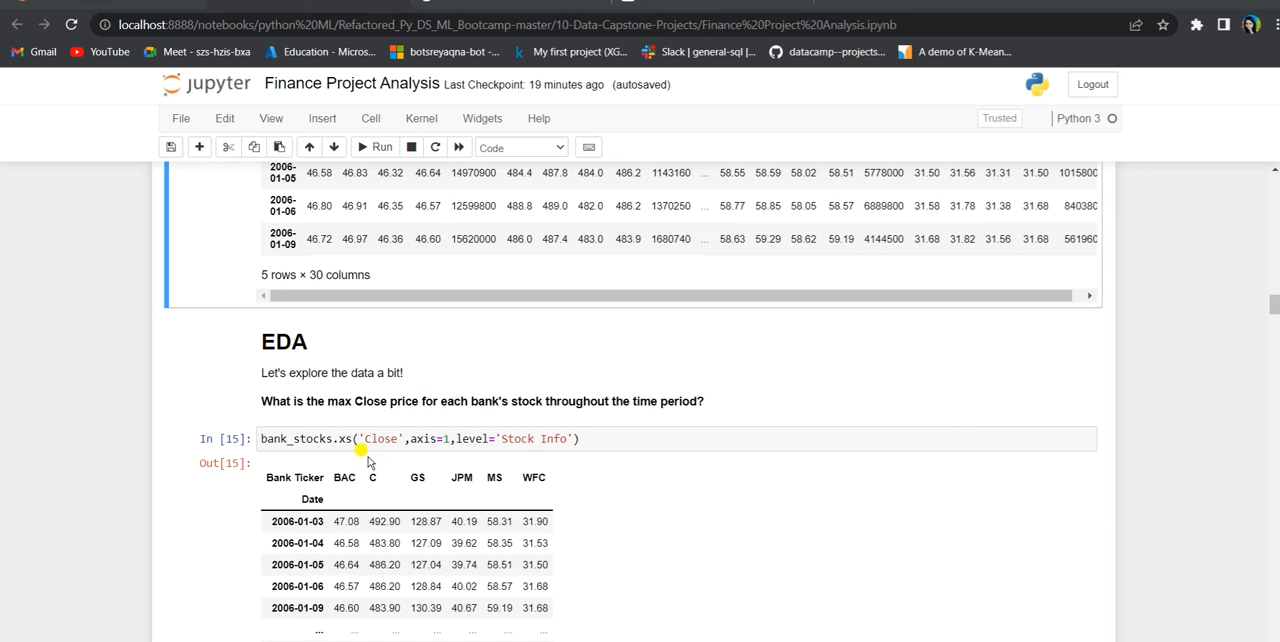 localhost:8888/notebooks/python%20ML/Refactored_Py_DS_ML_Bootcamp-master/10-Data-Capstone-Projects/Finance%20Project%20Analysis.ipynb
Gmail YouTube Meet - szs-hzis-bxa Education - Micros... botsreyaqna-bot -... My first project (XG... Slack | general-sql |... datacamp--projects... A demo of K-Mean...
jupyter Finance Project Analysis Last Checkpoint: 19 minutes ago (autosaved) Logout
File Edit View Insert Cell Kernel Widgets Help Trusted Python 3
Run Code
2006-
01-05 46.58 46.83 46.32 46.64 14970900 484.4 487.8 484.0 486.2 1143160 ... 58.55 58.59 58.02 58.51 5778000 31.50 31.56 31.31 31.50 1015800
2006-
01-06 46.80 46.91 46.35 46.57 12599800 488.8 489.0 482.0 486.2 1370250 ... 58.77 58.85 58.05 58.57 6889800 31.58 31.78 31.38 31.68 840380
2006-
01-09 46.72 46.97 46.36 46.60 15620000 486.0 487.4 483.0 483.9 1680740 ... 58.63 59.29 58.62 59.19 4144500 31.68 31.82 31.56 31.68 561960
5 rows × 30 columns
EDA
Let's explore the data a bit!
What is the max Close price for each bank's stock throughout the time period?
In [15]: bank_stocks.xs('Close',axis=1,level='Stock Info')
Out[15]:
Bank Ticker BAC C GS JPM MS WFC
Date
2006-01-03 47.08 492.90 128.87 40.19 58.31 31.90
2006-01-04 46.58 483.80 127.09 39.62 58.35 31.53
2006-01-05 46.64 486.20 127.04 39.74 58.51 31.50
2006-01-06 46.57 486.20 128.84 40.02 58.57 31.68
2006-01-09 46.60 483.90 130.39 40.67 59.19 31.68
... ... ... ... ... ... ...